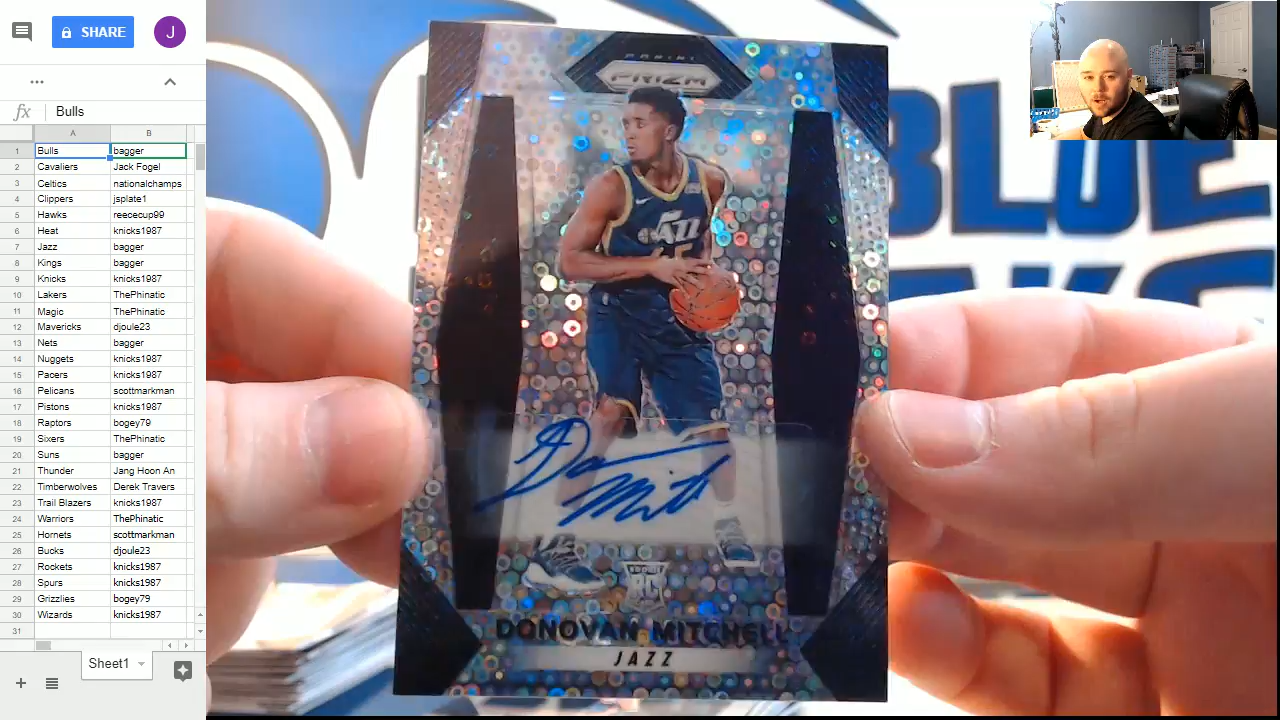 SHARE
J
...
fx
Bulls
A B
1 Bulls bagger
2 Cavaliers Jack Fogel
3 Celtics nationalchamps
4 Clippers jsplate1
5 Hawks reececup99
6 Heat knicks1987
7 Jazz bagger
8 Kings bagger
9 Knicks knicks1987
10 Lakers ThePhinatic
11 Magic ThePhinatic
12 Mavericks djoule23
13 Nets bagger
14 Nuggets knicks1987
15 Pacers knicks1987
16 Pelicans scottmarkman
17 Pistons knicks1987
18 Raptors bogey79
19 Sixers ThePhinatic
20 Suns bagger
21 Thunder Jang Hoon An
22 Timberwolves Derek Travers
23 Trail Blazers knicks1987
24 Warriors ThePhinatic
25 Hornets scottmarkman
26 Bucks djoule23
27 Rockets knicks1987
28 Spurs knicks1987
29 Grizzlies bogey79
30 Wizards knicks1987
31
Sheet1
PANINI
PRIZM
JAZZ
RC
DONOVAN MITCHELL
JAZZ
BLUE